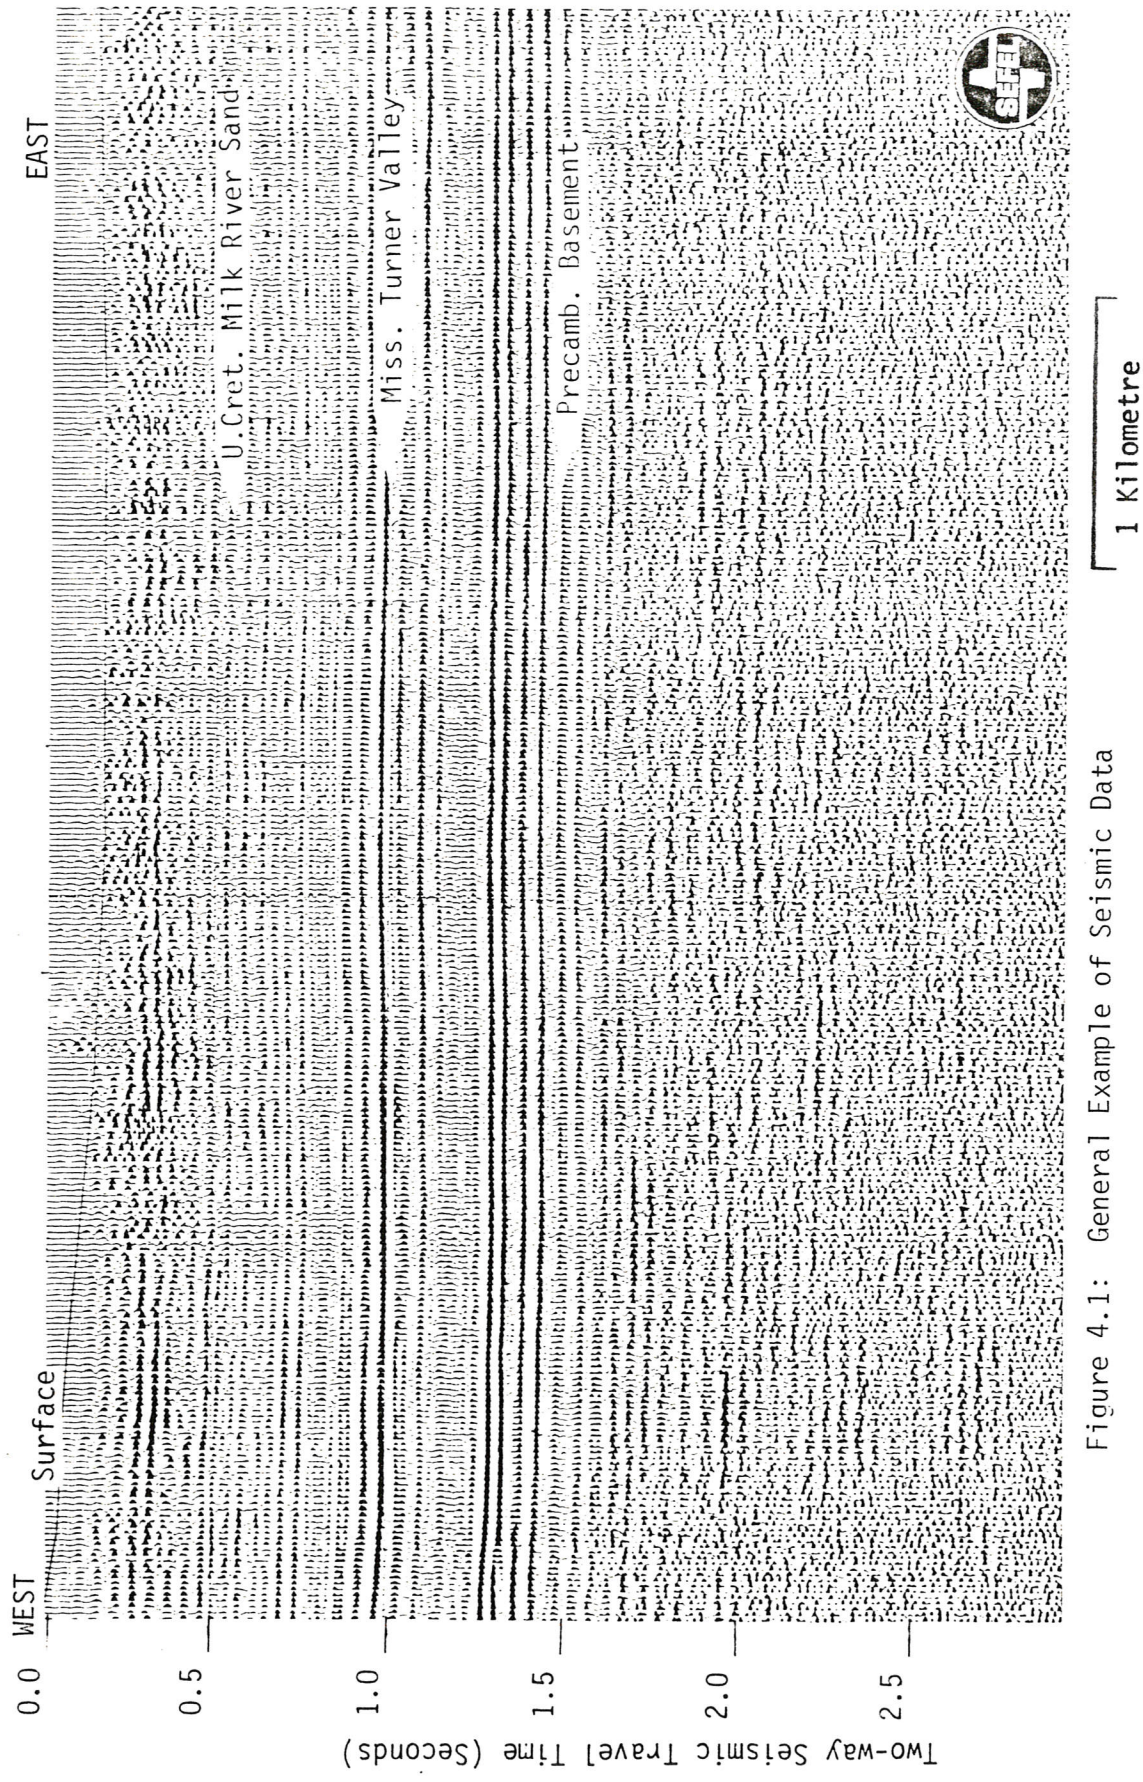 WEST
EAST
Surface
U.Cret. Milk River Sand
Miss. Turner Valley
Precamb. Basement
0.0
0.5
1.0
1.5
2.0
2.5
Two-way Seismic Travel Time (Seconds)
SEFEL
1 Kilometre
Figure 4.1: General Example of Seismic Data